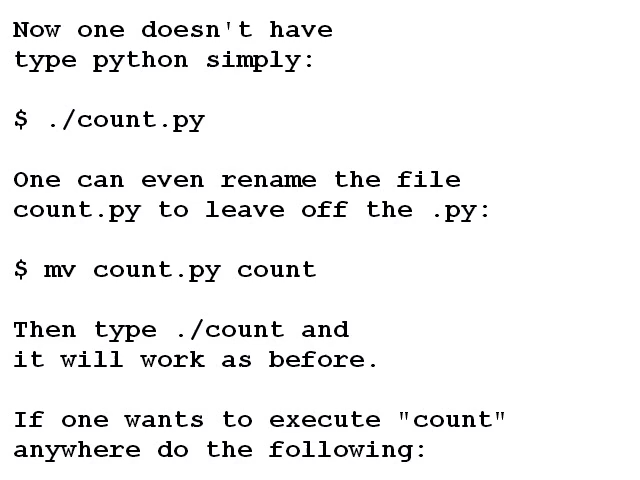 Now one doesn't have
type python simply:
$ ./count.py
One can even rename the file
count.py to leave off the .py:
$ mv count.py count
Then type ./count and
it will work as before.
If one wants to execute "count"
anywhere do the following: